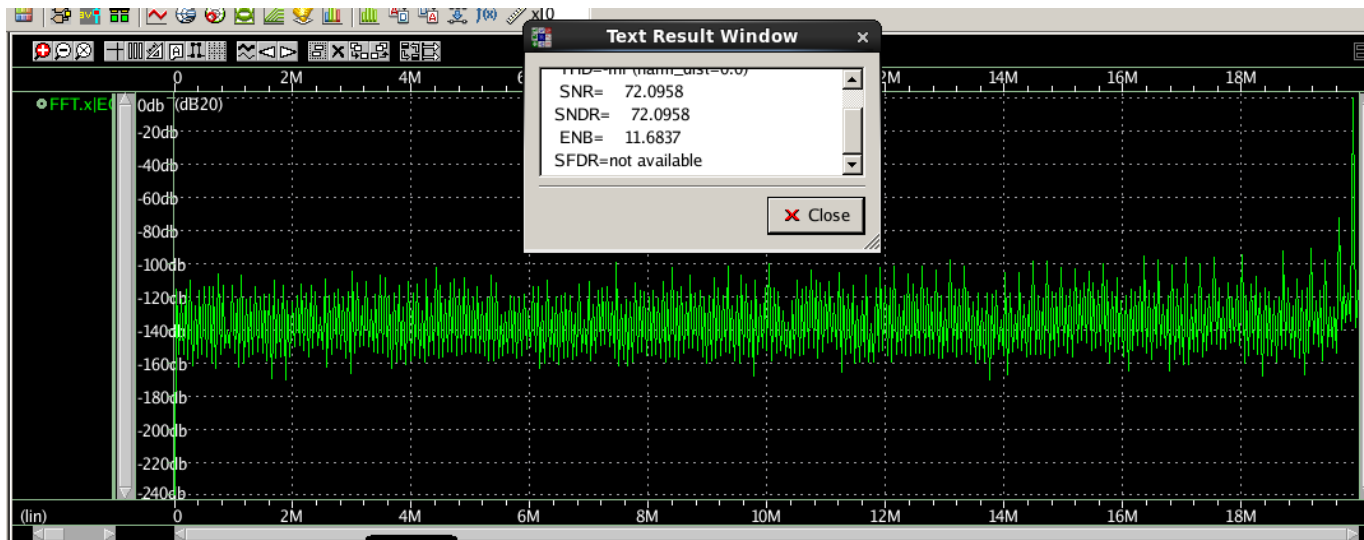 J(x) x10
Text Result Window ×
SNR= 72.0958
SNDR= 72.0958
ENB= 11.6837
SFDR=not available
Close
0 2M 4M 6 2M 14M 16M 18M
FFT.x|E
0db (dB20)
-20db
-40db
-60db
-80db
-100db
-120db
-140db
-160db
-180db
-200db
-220db
-240db
(lin) 0 2M 4M 6M 8M 10M 12M 14M 16M 18M